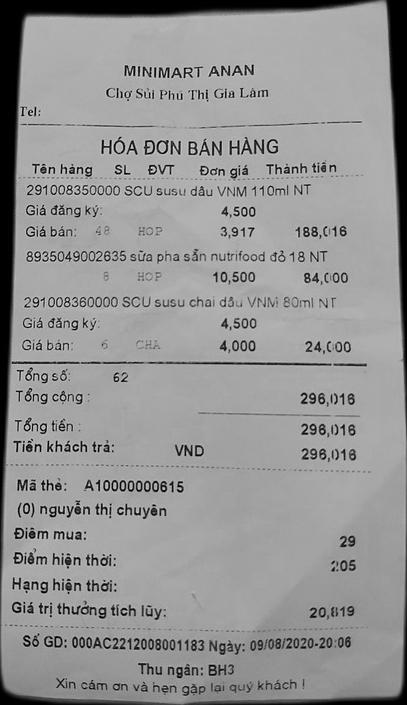 MINIMART ANAN
Chợ Sủi Phú Thị Gia Lâm
Tel:
HÓA ĐƠN BÁN HÀNG
Tên hàng SL ĐVT Đơn giá Thành tiền
291008350000 SCU susu dâu VNM 110ml NT
Giá đăng ký: 4,500
Giá bán: 48 HOP 3,917 188,016
8935049002635 sữa pha sẵn nutrifood đỏ 18 NT
8 HOP 10,500 84,000
291008360000 SCU susu chai dâu VNM 80ml NT
Giá đăng ký: 4,500
Giá bán: 6 CHA 4,000 24,000
Tổng số: 62
Tổng cộng : 296,016
Tổng tiền : 296,016
Tiền khách trả: VND 296,016
Mã thẻ: A10000000615
(0) nguyễn thị chuyên
Điểm mua: 29
Điểm hiện thời: 205
Hạng hiện thời:
Giá trị thưởng tích lũy: 20,819
Số GD: 000AC2212008001183 Ngày: 09/08/2020-20:06
Thu ngân: BH3
Xin cám ơn và hẹn gặp lại quý khách !